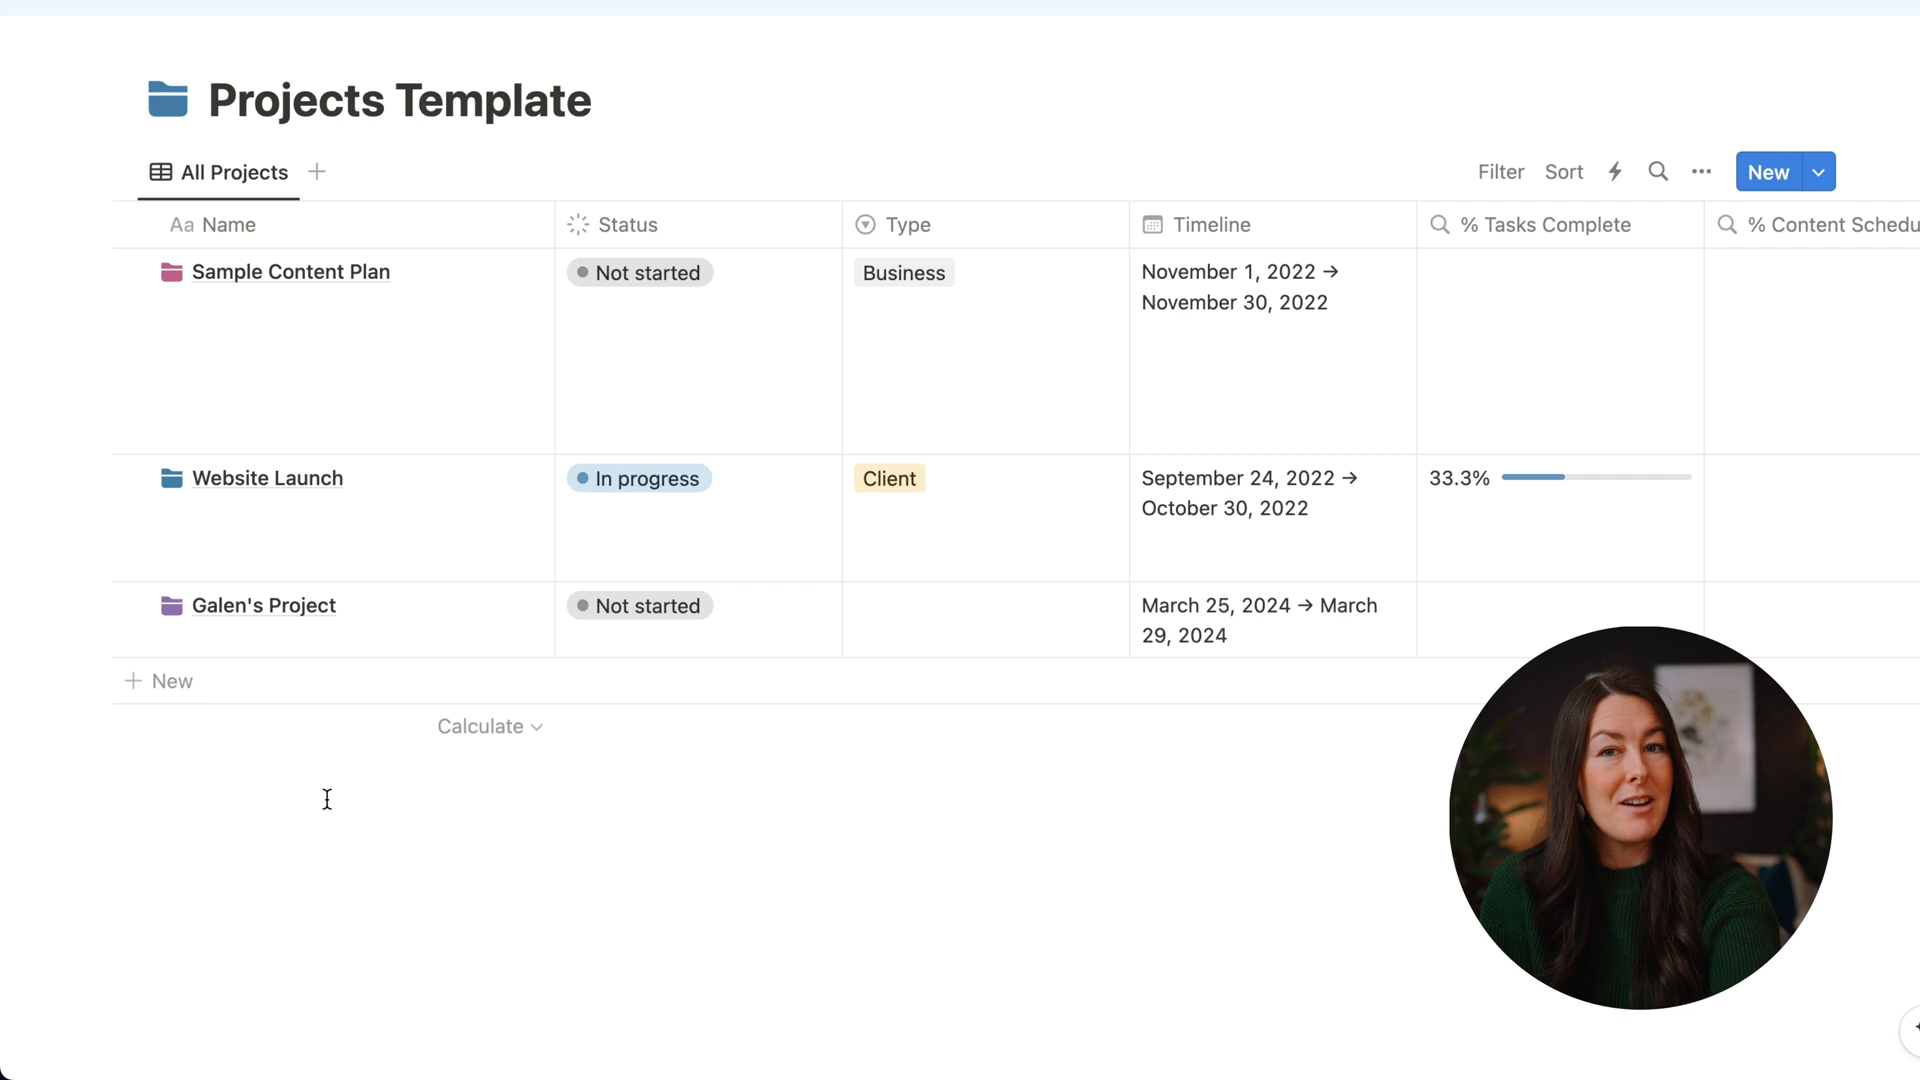 Projects Template
All Projects
Filter Sort New
Aa Name Status Type Timeline % Tasks Complete % Content Schedu
Sample Content Plan Not started Business November 1, 2022 →
November 30, 2022
Website Launch In progress Client September 24, 2022 → 33.3%
October 30, 2022
Galen's Project Not started March 25, 2024 → March
29, 2024
+ New
Calculate